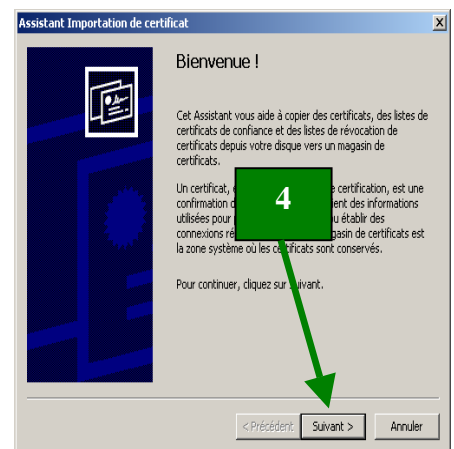 Assistant Importation de certificat
Bienvenue !
Cet Assistant vous aide à copier des certificats, des listes de
certificats de confiance et des listes de révocation de
certificats depuis votre disque vers un magasin de
certificats.
Un certificat, certification, est une
confirmation des informations
utilisées pour établir des
connexions de certificats est
la zone système où les certificats sont conservés.
Pour continuer, cliquez sur Suivant.
4
< Précédent
Suivant >
Annuler